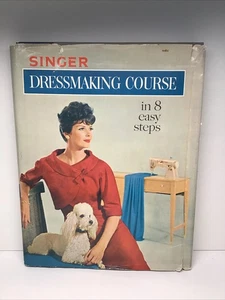 SINGER
DRESSMAKING COURSE
in 8
easy
steps